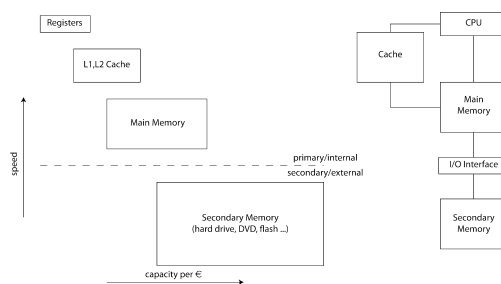 Registers
L1,L2 Cache
Main Memory
speed
primary/internal
secondary/external
Secondary Memory
(hard drive, DVD, flash ...)
capacity per €
CPU
Cache
Main
Memory
I/O Interface
Secondary
Memory